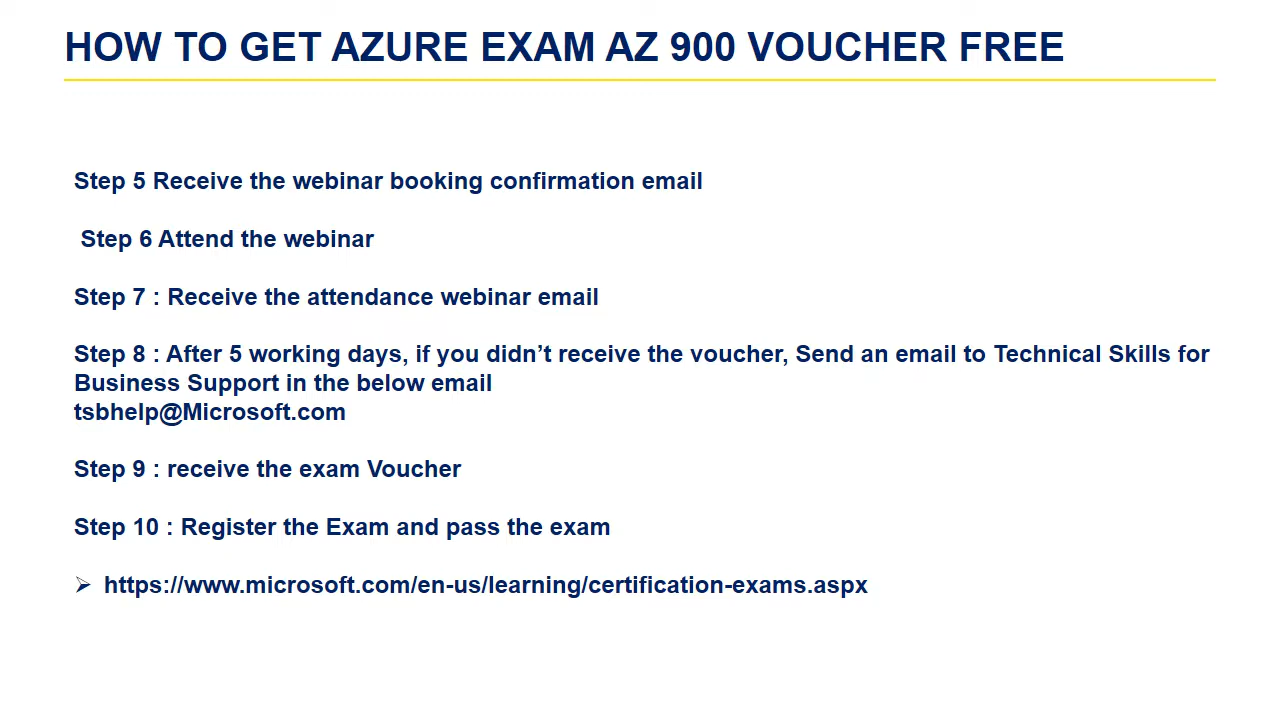 HOW TO GET AZURE EXAM AZ 900 VOUCHER FREE
Step 5 Receive the webinar booking confirmation email
Step 6 Attend the webinar
Step 7 : Receive the attendance webinar email
Step 8 : After 5 working days, if you didn’t receive the voucher, Send an email to Technical Skills for
Business Support in the below email
tsbhelp@Microsoft.com
Step 9 : receive the exam Voucher
Step 10 : Register the Exam and pass the exam
➢ https://www.microsoft.com/en-us/learning/certification-exams.aspx